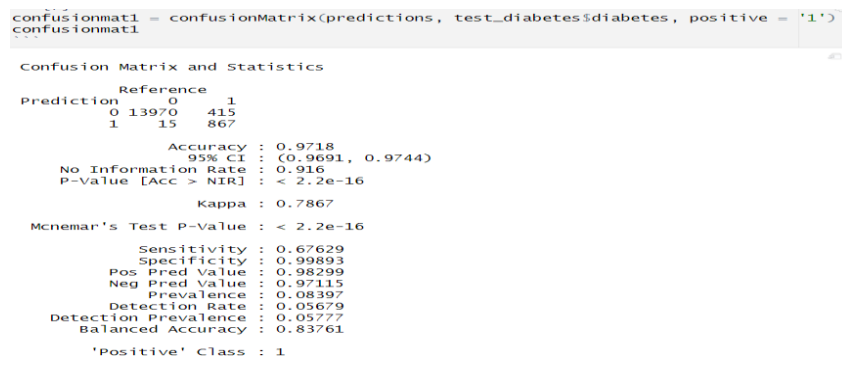 confusionmat1 = confusionMatrix(predictions, test_diabetes$diabetes, positive = '1')
confusionmat1
```
Confusion Matrix and Statistics
Reference
Prediction 0 1
0 13970 415
1 15 867
Accuracy : 0.9718
95% CI : (0.9691, 0.9744)
No Information Rate : 0.916
P-Value [Acc > NIR] : < 2.2e-16
Kappa : 0.7867
Mcnemar's Test P-Value : < 2.2e-16
Sensitivity : 0.67629
Specificity : 0.99893
Pos Pred Value : 0.98299
Neg Pred Value : 0.97115
Prevalence : 0.08397
Detection Rate : 0.05679
Detection Prevalence : 0.05777
Balanced Accuracy : 0.83761
'Positive' Class : 1